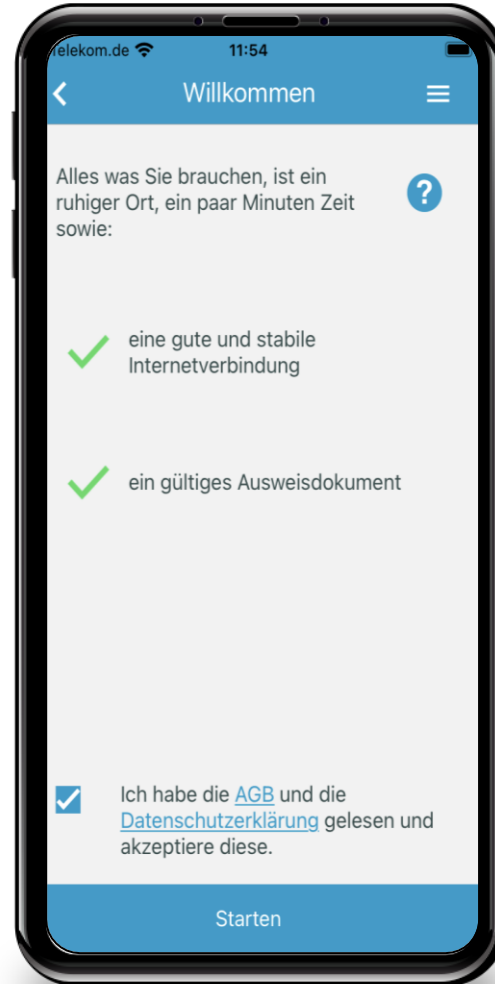 Telekom.de 11:54
Willkommen
Alles was Sie brauchen, ist ein
ruhiger Ort, ein paar Minuten Zeit
sowie:
?
eine gute und stabile
Internetverbindung
ein gültiges Ausweisdokument
Ich habe die AGB und die
Datenschutzerklärung gelesen und
akzeptiere diese.
Starten